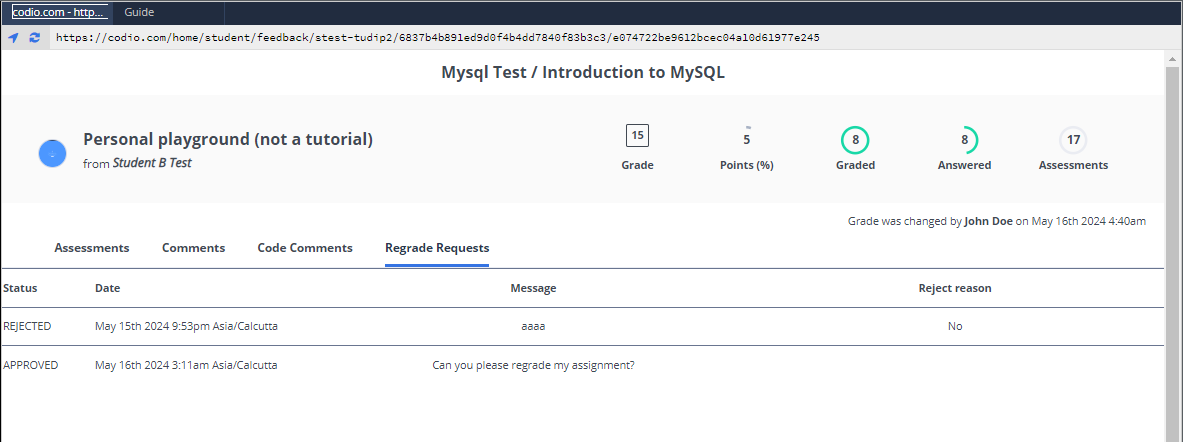 codio.com - http...
Guide
https://codio.com/home/student/feedback/stest-tudip2/6837b4b891ed9d0f4b4dd7840f83b3c3/e074722be9612bcec04a10d61977e245
Mysql Test / Introduction to MySQL
Personal playground (not a tutorial)
from Student B Test
15
Grade
5
Points (%)
8
Graded
8
Answered
17
Assessments
Grade was changed by John Doe on May 16th 2024 4:40am
Assessments Comments Code Comments Regrade Requests
Status Date Message Reject reason
REJECTED May 15th 2024 9:53pm Asia/Calcutta aaaa No
APPROVED May 16th 2024 3:11am Asia/Calcutta Can you please regrade my assignment?